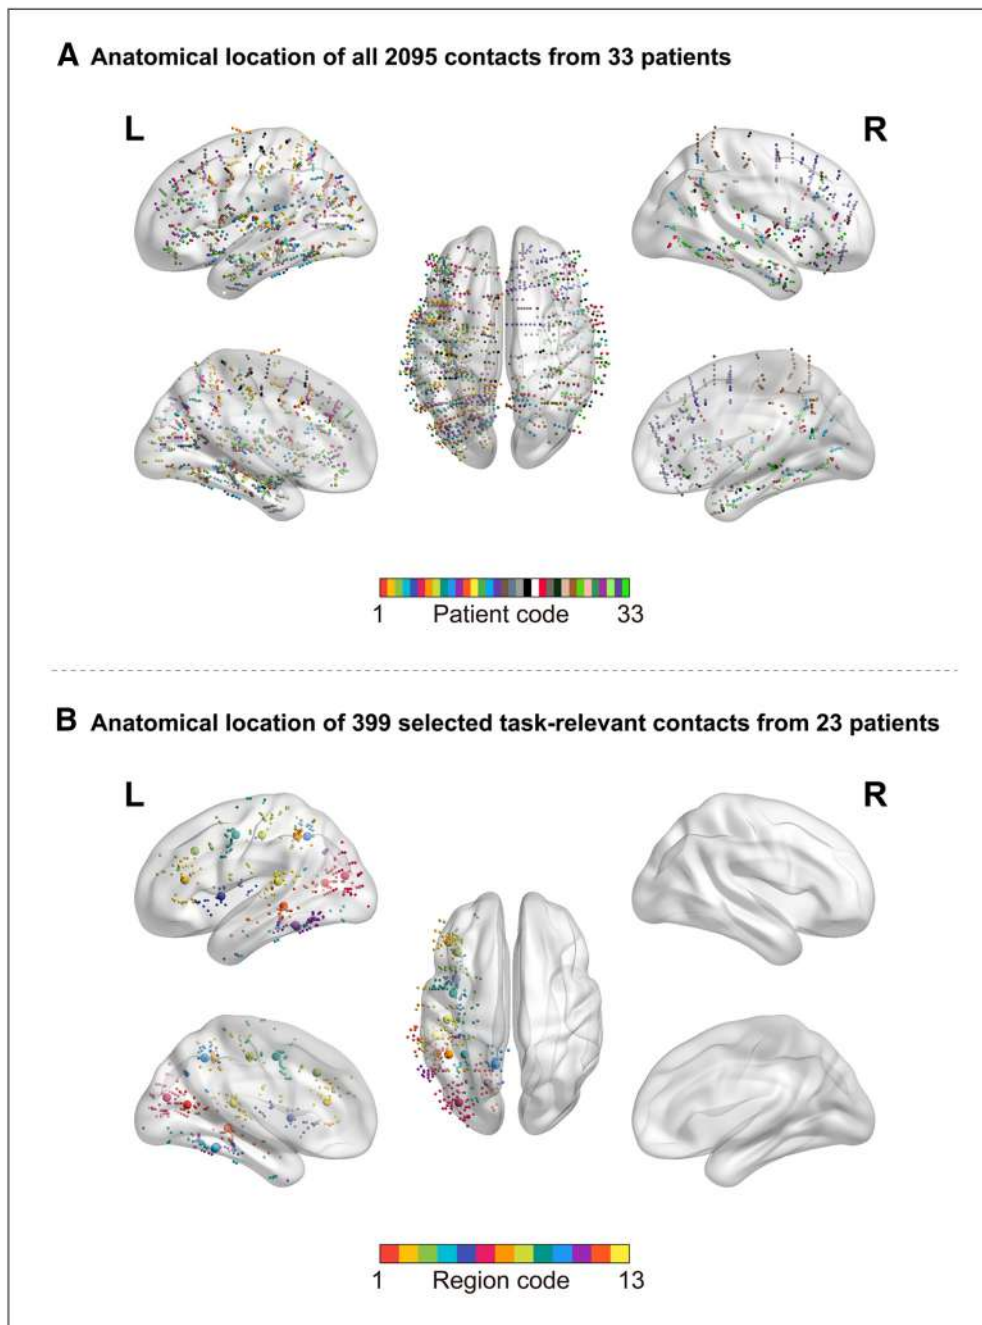 A Anatomical location of all 2095 contacts from 33 patients
L R
1 Patient code 33
B Anatomical location of 399 selected task-relevant contacts from 23 patients
L R
1 Region code 13